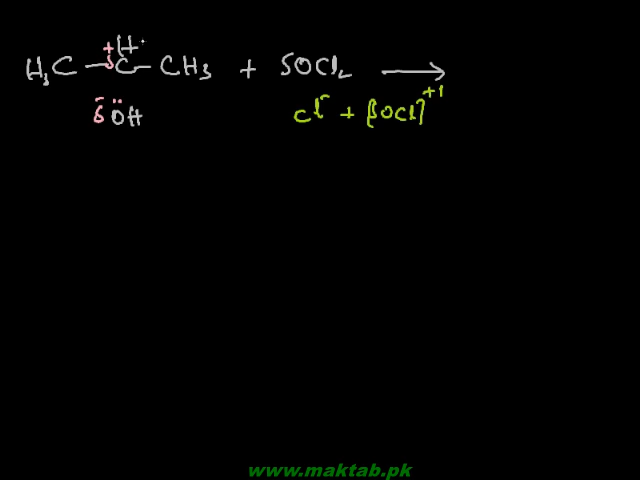 + H
H₃C — δ C — CH₃ + SOCl₂ ⟶
δ⁻ ÖH Cl⁻ + [SOCl]⁺¹
www.maktab.pk